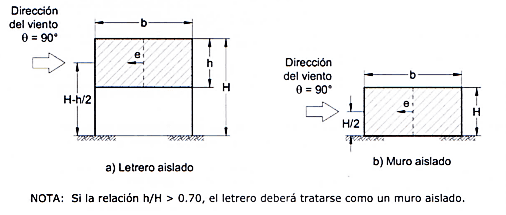 Dirección
del viento
θ = 90°
b
e
h
H
H-h/2
a) Letrero aislado
Dirección
del viento
θ = 90°
b
e
H/2
H
b) Muro aislado
NOTA: Si la relación h/H > 0.70, el letrero deberá tratarse como un muro aislado.